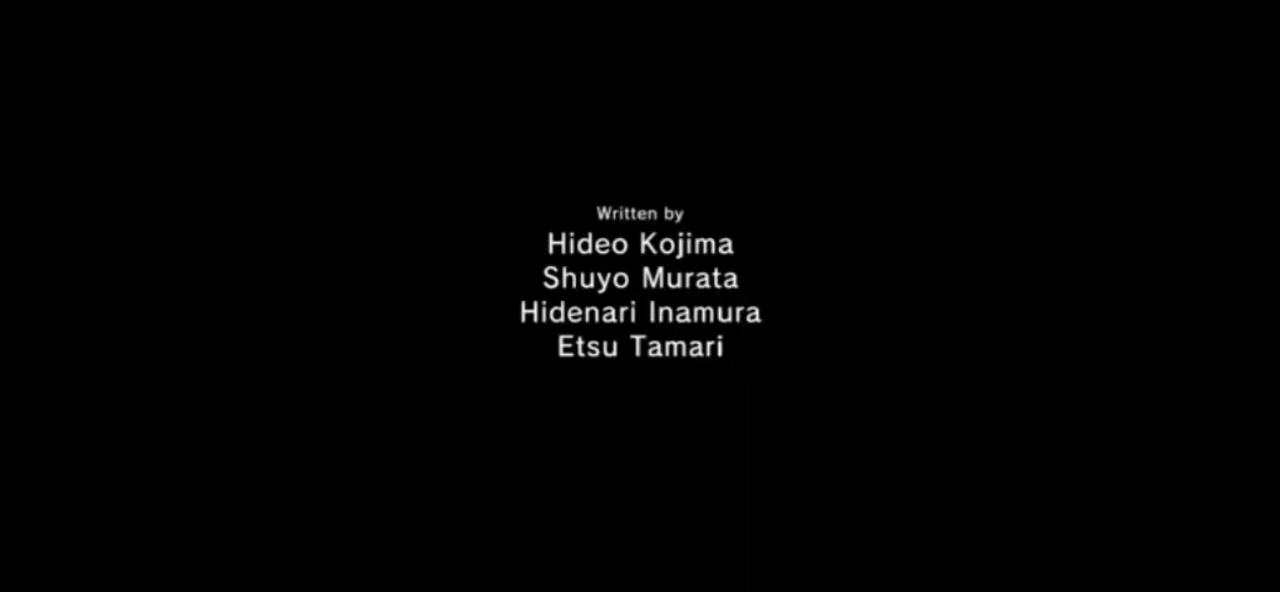 Written by
Hideo Kojima
Shuyo Murata
Hidenari Inamura
Etsu Tamari